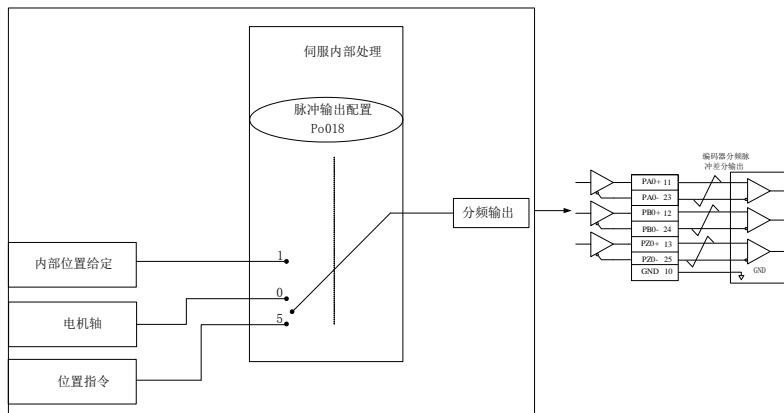 伺服内部处理
脉冲输出配置
Po018
编码器分频脉
冲差分输出
分频输出
PA0+ 11
PA0- 23
PB0+ 12
PB0- 24
PZ0+ 13
PZ0- 25
GND 10
GND
内部位置给定
1
电机轴
0
位置指令
5